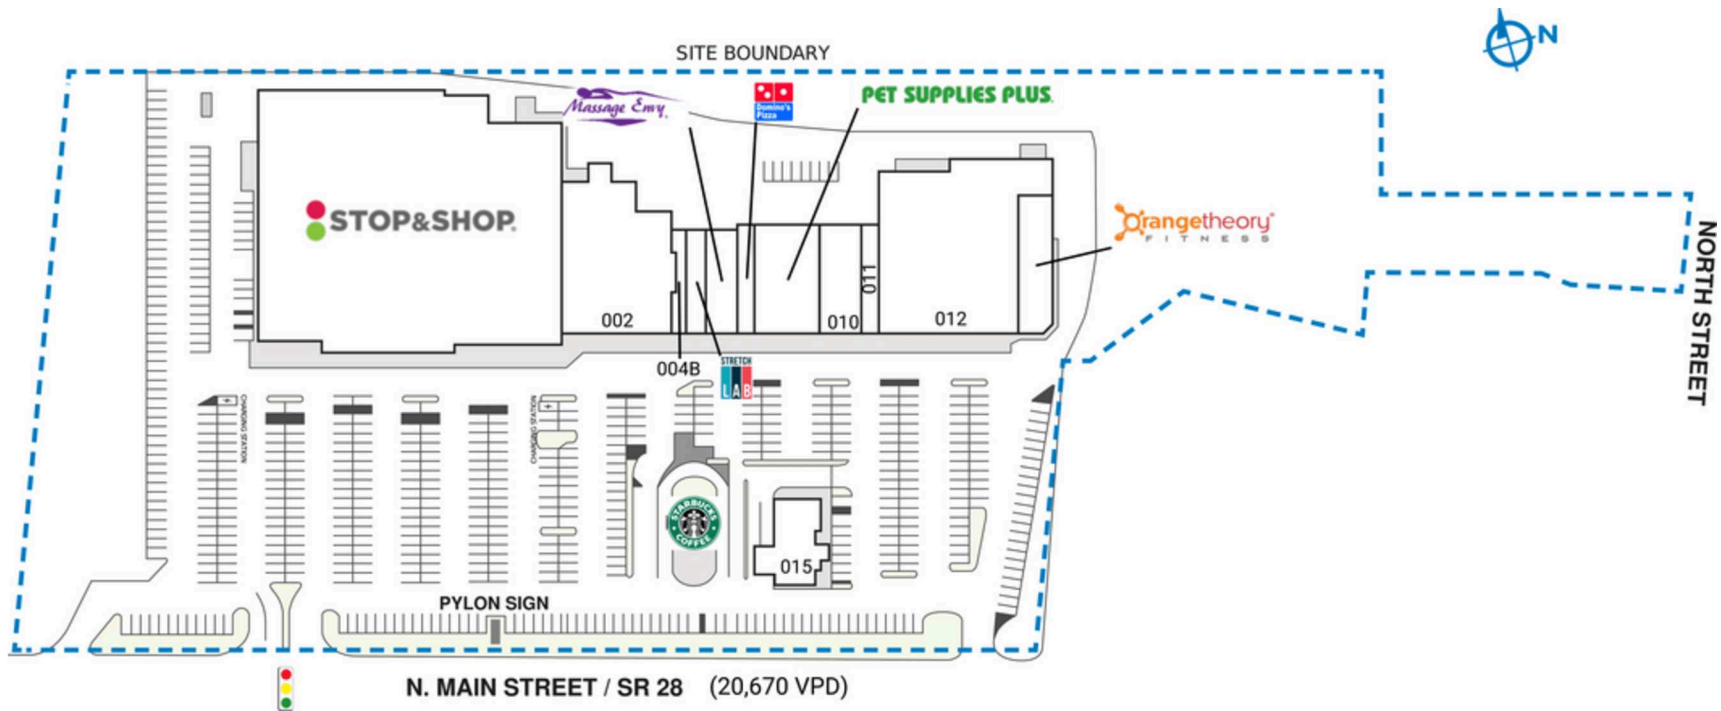 SITE BOUNDARY
N
Massage Envy
Domino's
Pizza
PET SUPPLIES PLUS.
STOP&SHOP.
Orangetheory®
FITNESS
NORTH STREET
002
010
011
012
004B
STRETCH
LAB
CHARGING STATION
CHARGING STATION
STARBUCKS
COFFEE
015
PYLON SIGN
N. MAIN STREET / SR 28 (20,670 VPD)